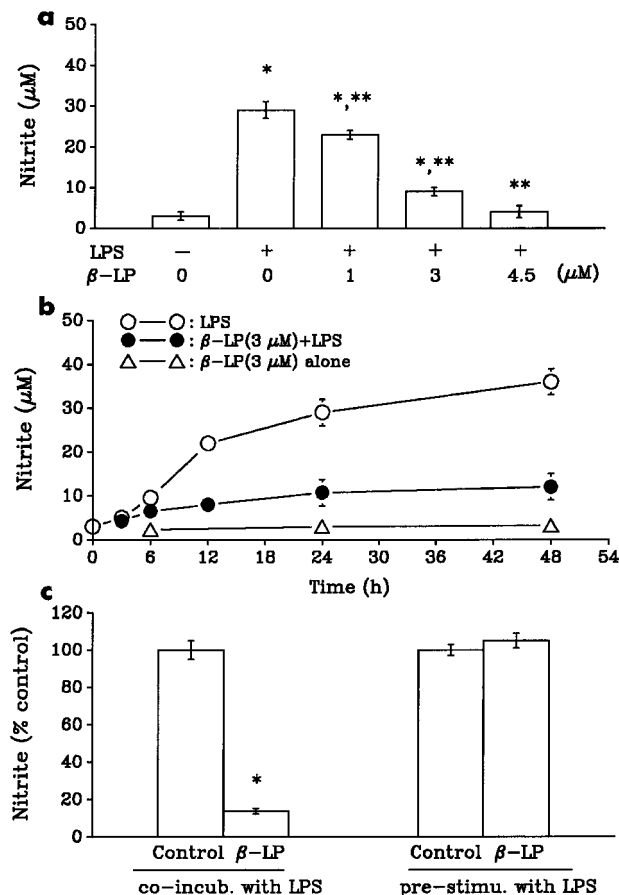 a
Nitrite (μM)
50
40
30
20
10
0
*
*,**
*,**
**
LPS − + + + +
β−LP 0 0 1 3 4.5 (μM)
b
Nitrite (μM)
50
40
30
20
10
0
: LPS
: β−LP(3 μM)+LPS
: β−LP(3 μM) alone
0 6 12 18 24 30 36 42 48 54
Time (h)
c
Nitrite (% control)
120
100
80
60
40
20
0
*
Control β−LP Control β−LP
co−incub. with LPS pre−stimu. with LPS